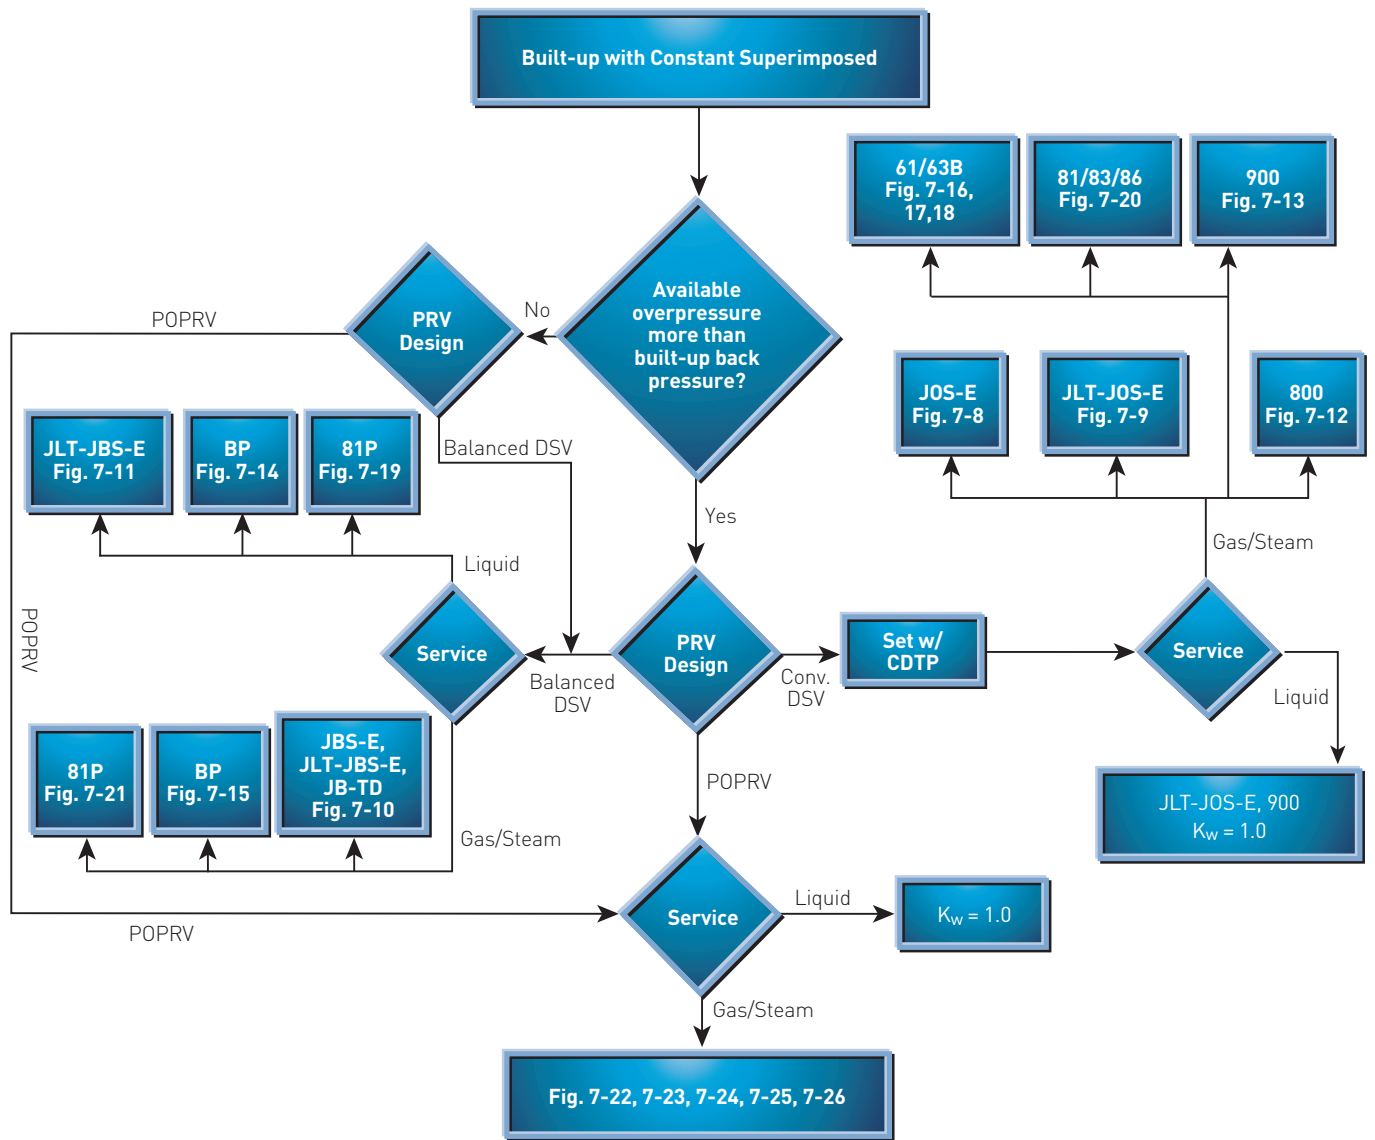 Built-up with Constant Superimposed
61/63B
Fig. 7-16,
17,18
81/83/86
Fig. 7-20
900
Fig. 7-13
Available
overpressure
more than
built-up back
pressure?
No
PRV
Design
POPRV
JOS-E
Fig. 7-8
JLT-JOS-E
Fig. 7-9
800
Fig. 7-12
JLT-JBS-E
Fig. 7-11
BP
Fig. 7-14
81P
Fig. 7-19
Balanced DSV
Yes
Gas/Steam
Liquid
POPRV
Service
Balanced
DSV
PRV
Design
Conv.
DSV
Set w/
CDTP
Service
Liquid
81P
Fig. 7-21
BP
Fig. 7-15
JBS-E,
JLT-JBS-E,
JB-TD
Fig. 7-10
POPRV
JLT-JOS-E, 900
Kw = 1.0
Gas/Steam
POPRV
Service
Liquid
Kw = 1.0
Gas/Steam
Fig. 7-22, 7-23, 7-24, 7-25, 7-26